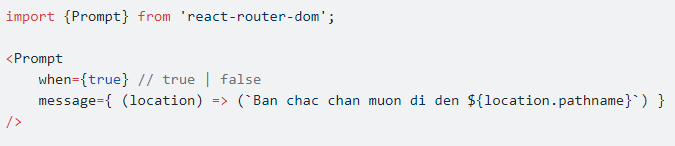 import {Prompt} from 'react-router-dom';
<Prompt
when={true} // true | false
message={ (location) => (`Ban chac chan muon di den ${location.pathname}`) }
/>